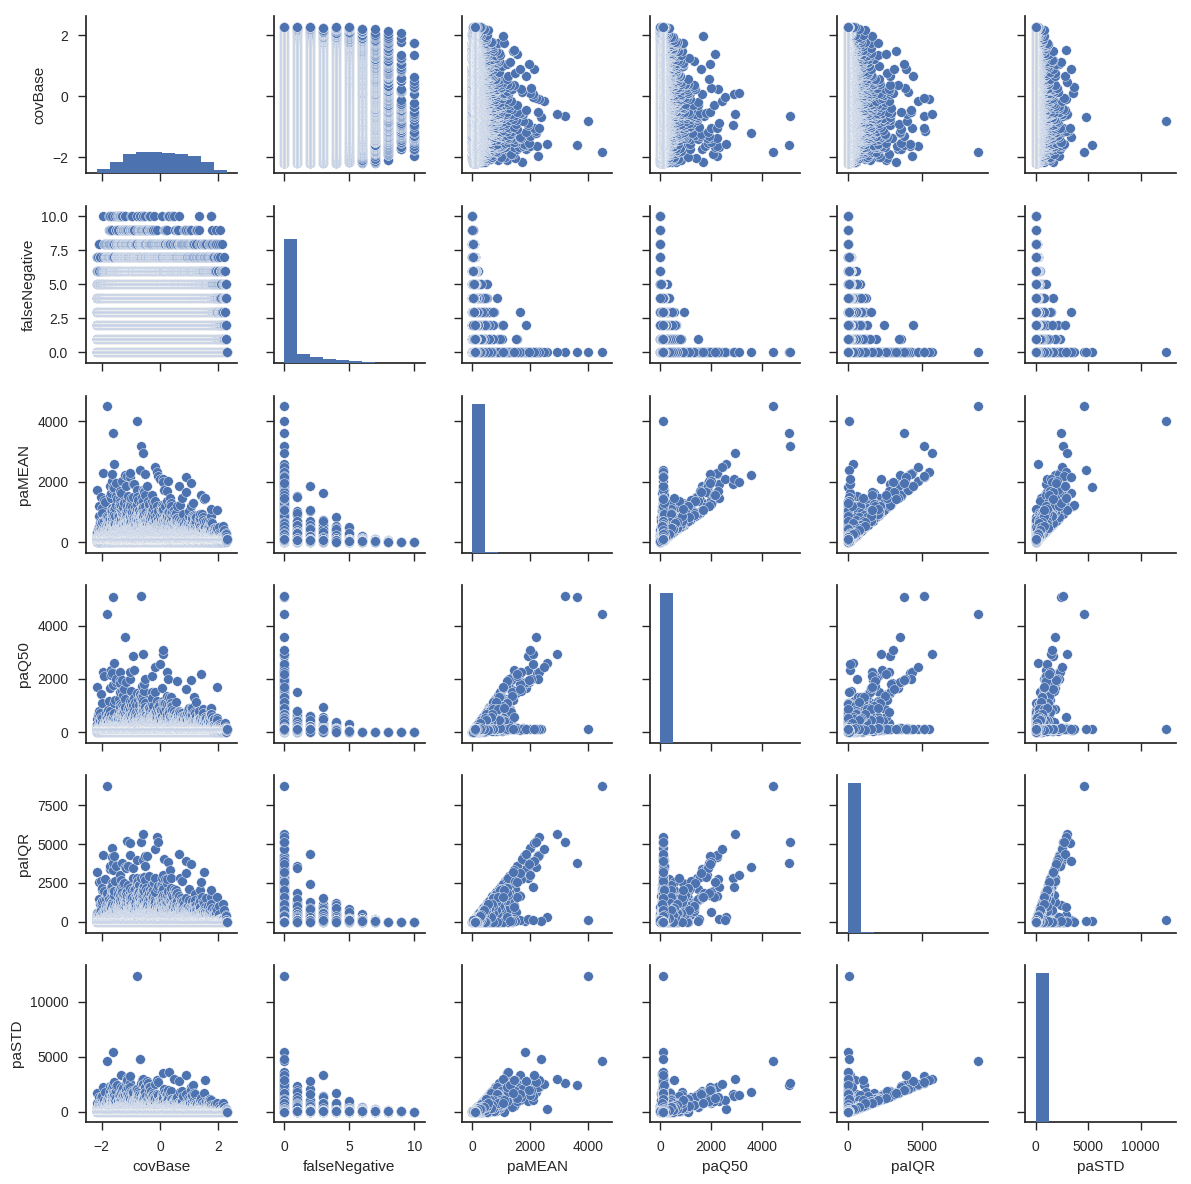 2
0
−2
covBase
10.0
7.5
5.0
2.5
0.0
falseNegative
4000
2000
0
paMEAN
4000
2000
0
paQ50
7500
5000
2500
0
paIQR
10000
5000
0
paSTD
−2 0 2
0 5 10
0 2000 4000
0 2000 4000
0 5000
0 5000 10000
covBase falseNegative paMEAN paQ50 paIQR paSTD